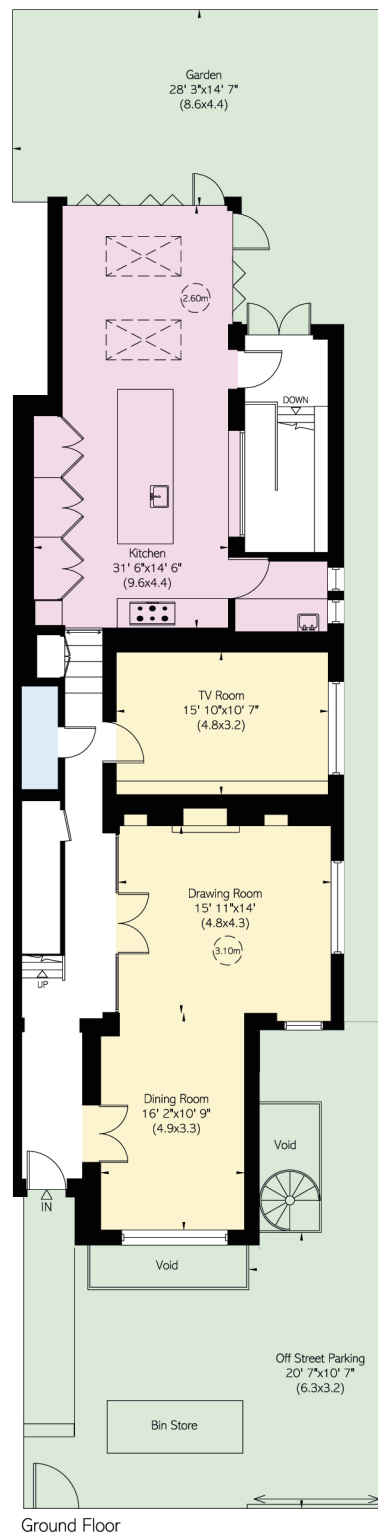 Garden
28' 3"x14' 7"
(8.6x4.4)
2.60m
DOWN
Kitchen
31' 6"x14' 6"
(9.6x4.4)
TV Room
15' 10"x10' 7"
(4.8x3.2)
Drawing Room
15' 11"x14'
(4.8x4.3)
3.10m
UP
Dining Room
16' 2"x10' 9"
(4.9x3.3)
Void
IN
Void
Off Street Parking
20' 7"x10' 7"
(6.3x3.2)
Bin Store
Ground Floor